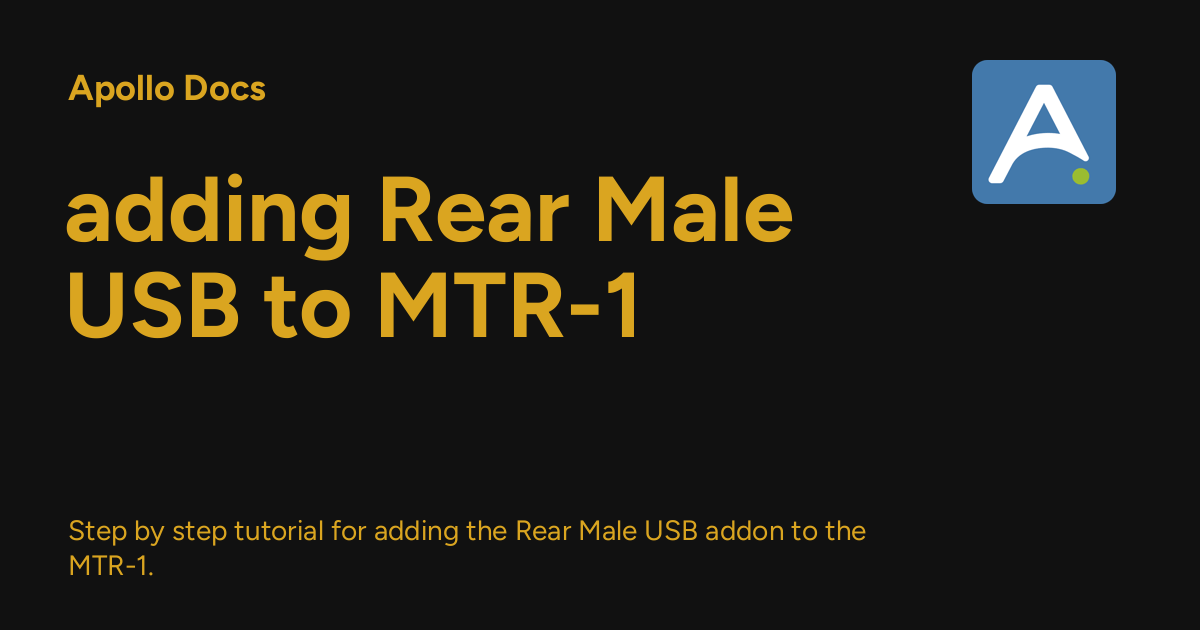 Apollo Docs
adding Rear Male
USB to MTR-1
Step by step tutorial for adding the Rear Male USB addon to the
MTR-1.